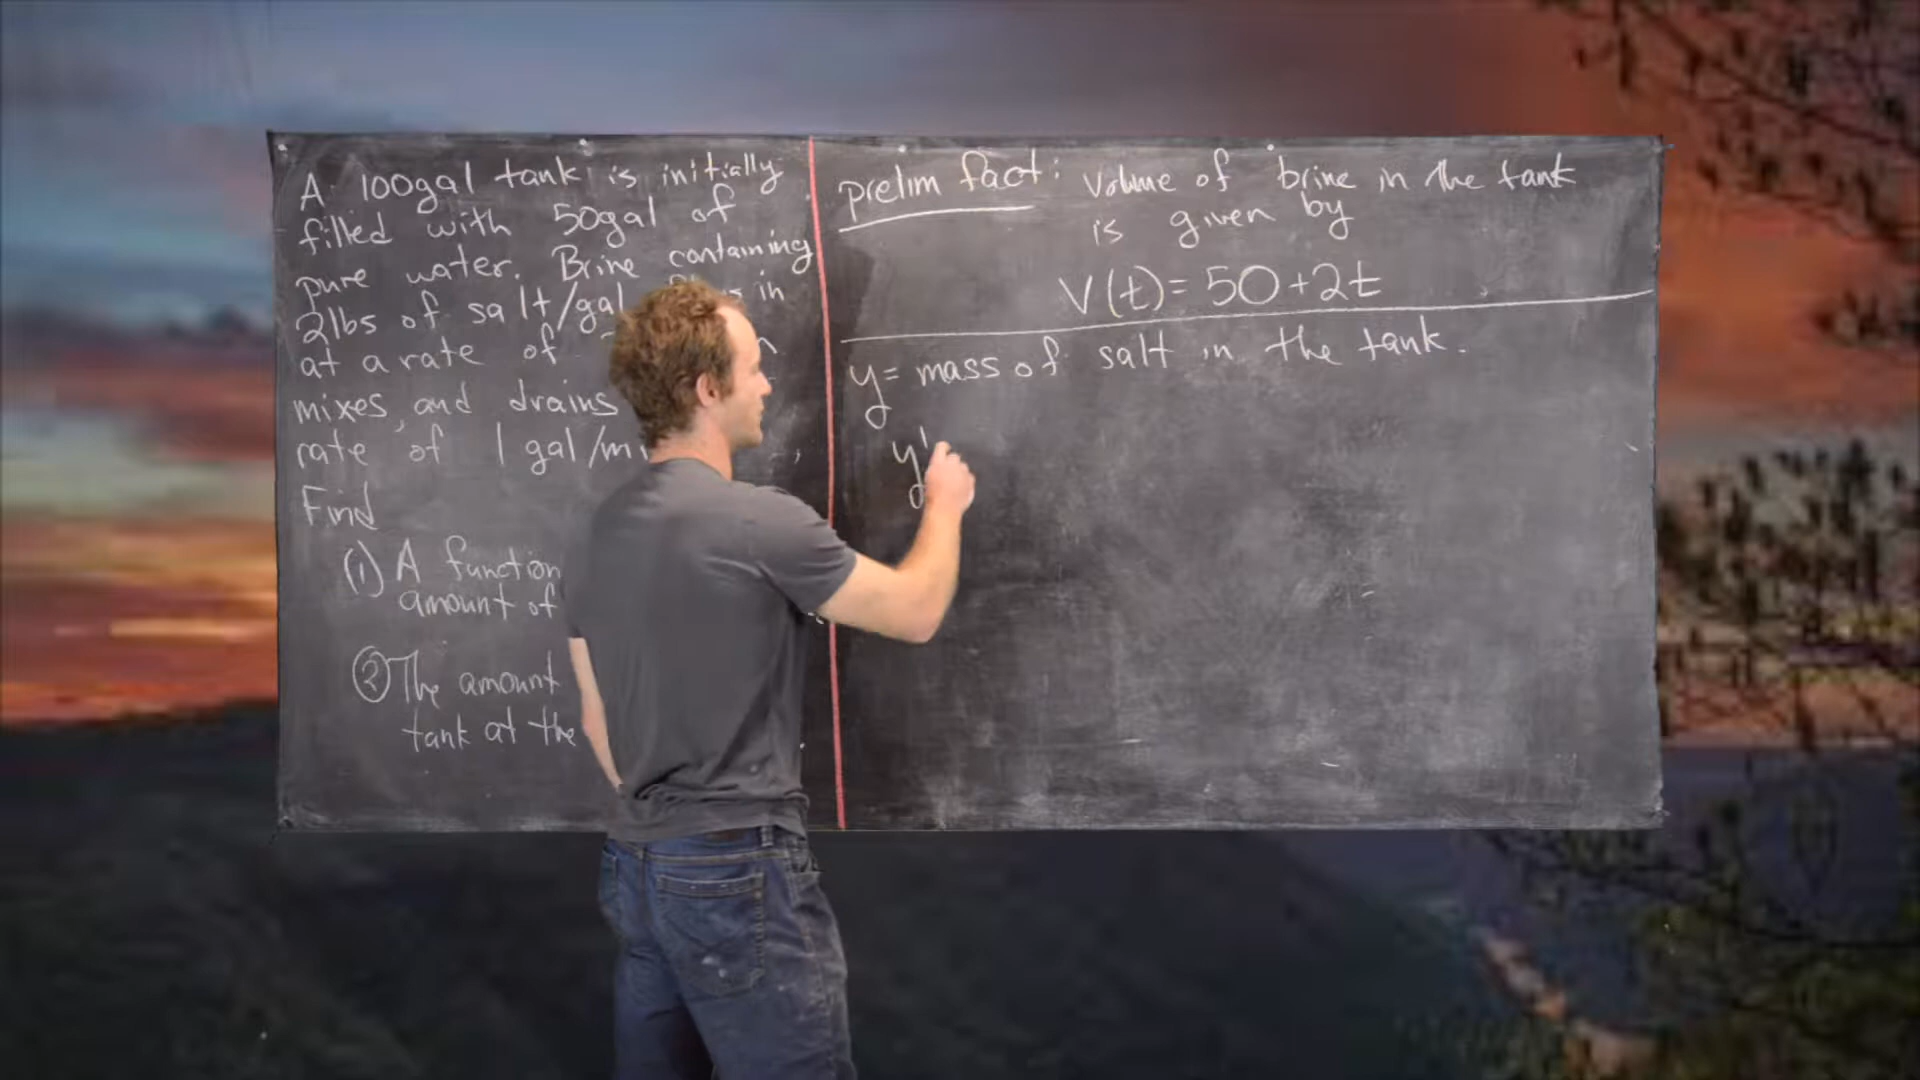 A 100gal tank is initially
filled with 50gal of
pure water. Brine containing
2lbs of salt/gal in
at a rate of
mixes, and drains
rate of 1 gal/mi
Find
(1) A function
amount of
② The amount
tank at the
prelim fact: Volume of brine in the tank
is given by
V(t)= 50+2t
y= mass of salt in the tank.
y'